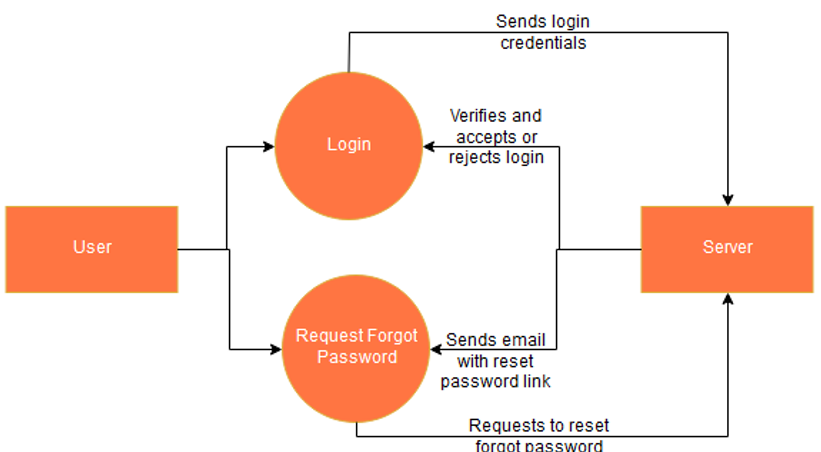 Sends login
credentials
Verifies and
accepts or
rejects login
Login
User
Server
Request Forgot
Password
Sends email
with reset
password link
Requests to reset
forgot password